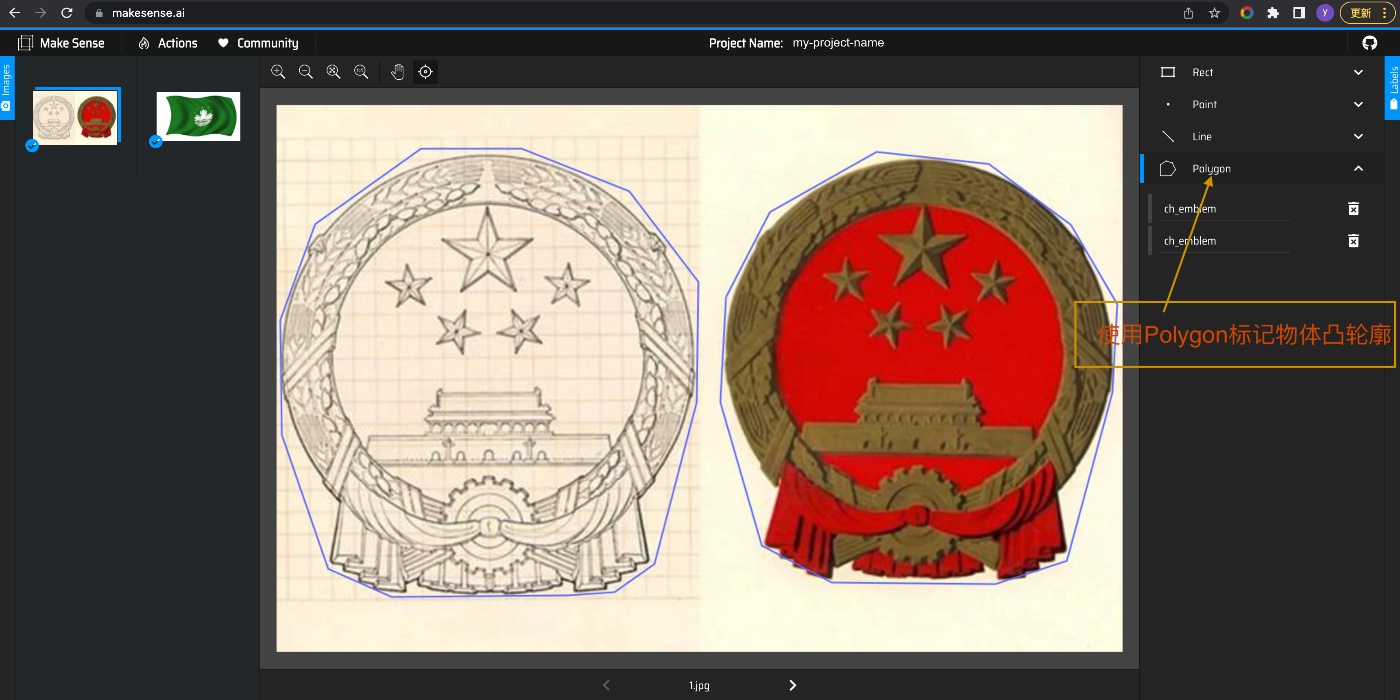 makesense.ai
y
更新
Make Sense
Actions
Community
Project Name: my-project-name
Images
Labels
Rect
Point
Line
Polygon
ch_emblem
ch_emblem
使用Polygon标记物体凸轮廓
1.jpg